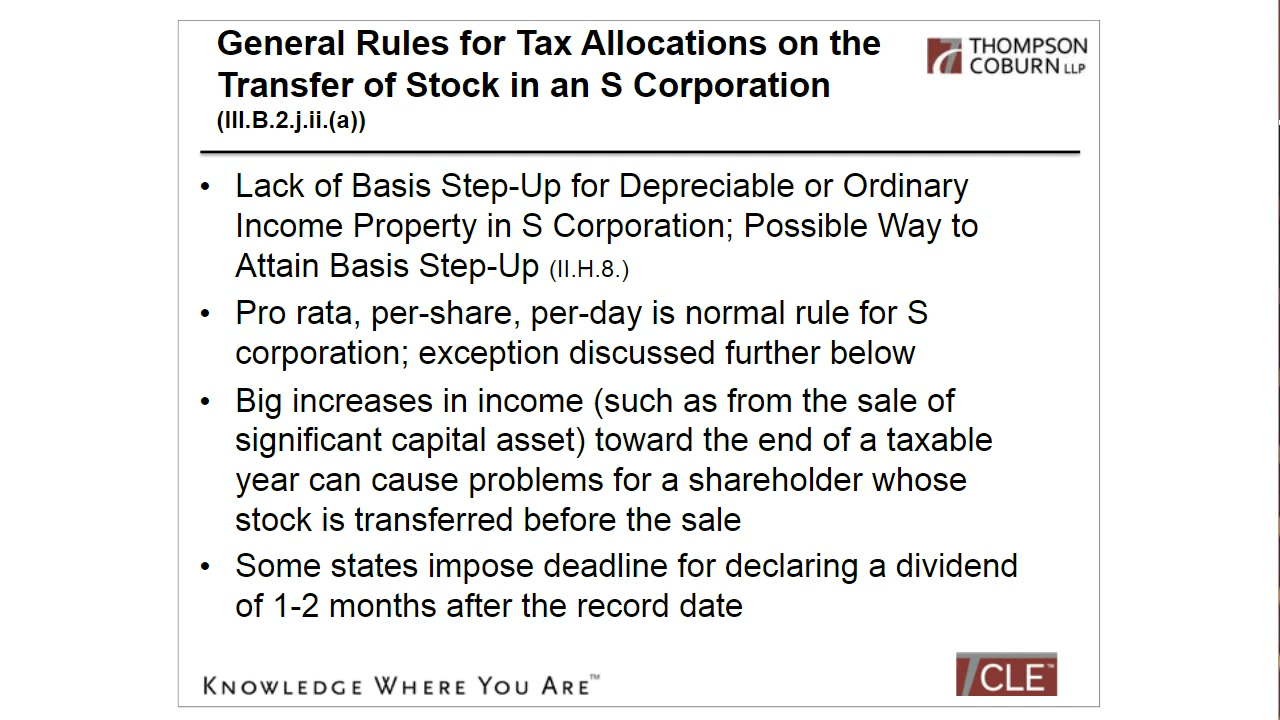 General Rules for Tax Allocations on the
Transfer of Stock in an S Corporation
(III.B.2.j.ii.(a))
THOMPSON
COBURN LLP
• Lack of Basis Step-Up for Depreciable or Ordinary
Income Property in S Corporation; Possible Way to
Attain Basis Step-Up (II.H.8.)
• Pro rata, per-share, per-day is normal rule for S
corporation; exception discussed further below
• Big increases in income (such as from the sale of
significant capital asset) toward the end of a taxable
year can cause problems for a shareholder whose
stock is transferred before the sale
• Some states impose deadline for declaring a dividend
of 1-2 months after the record date
KNOWLEDGE WHERE YOU ARE™
CLE™